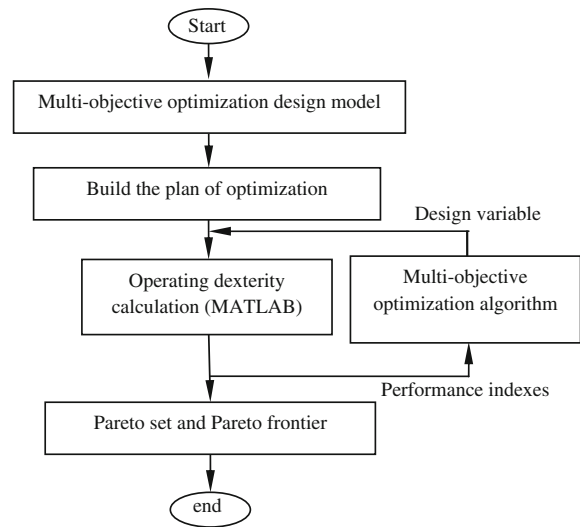 Start
Multi-objective optimization design model
Build the plan of optimization
Design variable
Operating dexterity
calculation (MATLAB)
Multi-objective
optimization algorithm
Performance indexes
Pareto set and Pareto frontier
end